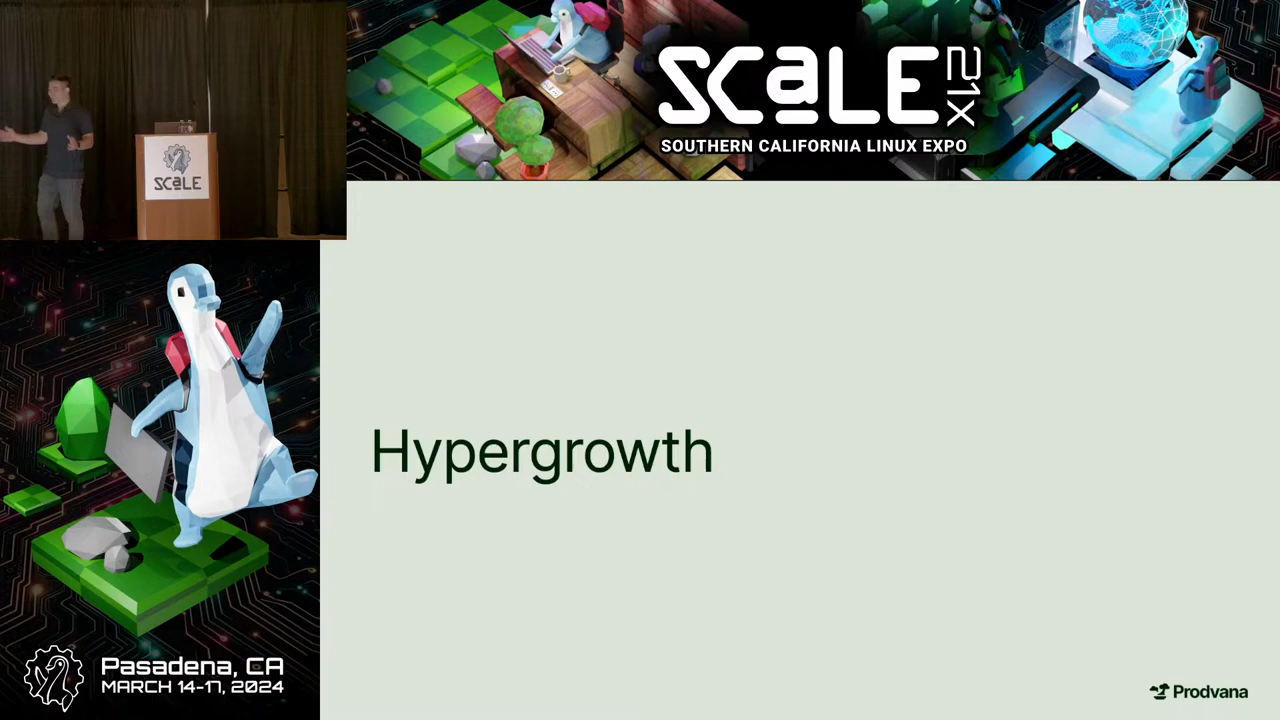 SCaLE
21x
SOUTHERN CALIFORNIA LINUX EXPO
SCaLE
Hypergrowth
Pasadena, CA
MARCH 14-17, 2024
Prodvana